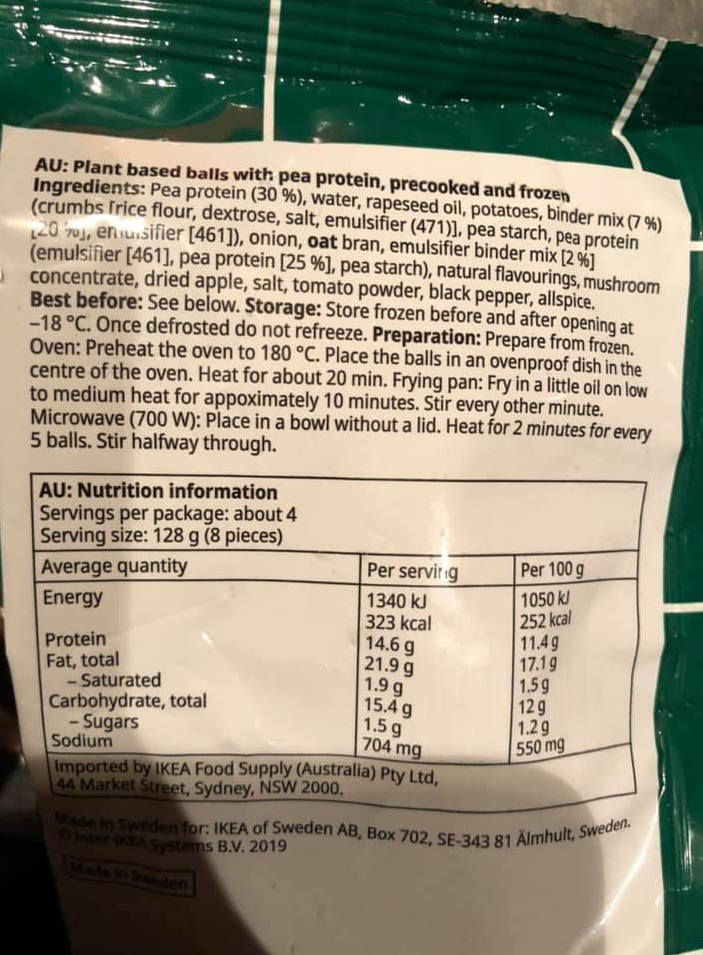 AU: Plant based balls with pea protein, precooked and frozen
Ingredients: Pea protein (30 %), water, rapeseed oil, potatoes, binder mix (7 %)
(crumbs [rice flour, dextrose, salt, emulsifier (471)], pea starch, pea protein
[20 %], emulsifier [461]), onion, oat bran, emulsifier binder mix [2 %]
(emulsifier [461], pea protein [25 %], pea starch), natural flavourings, mushroom
concentrate, dried apple, salt, tomato powder, black pepper, allspice.
Best before: See below. Storage: Store frozen before and after opening at
–18 °C. Once defrosted do not refreeze. Preparation: Prepare from frozen.
Oven: Preheat the oven to 180 °C. Place the balls in an ovenproof dish in the
centre of the oven. Heat for about 20 min. Frying pan: Fry in a little oil on low
to medium heat for appoximately 10 minutes. Stir every other minute.
Microwave (700 W): Place in a bowl without a lid. Heat for 2 minutes for every
5 balls. Stir halfway through.
AU: Nutrition information
Servings per package: about 4
Serving size: 128 g (8 pieces)
Average quantity Per serving Per 100 g
Energy 1340 kJ 1050 kJ
323 kcal 252 kcal
Protein 14.6 g 11.4 g
Fat, total 21.9 g 17.1 g
– Saturated 1.9 g 1.5 g
Carbohydrate, total 15.4 g 12 g
– Sugars 1.5 g 1.2 g
Sodium 704 mg 550 mg
Imported by IKEA Food Supply (Australia) Pty Ltd,
44 Market Street, Sydney, NSW 2000.
Made in Sweden for: IKEA of Sweden AB, Box 702, SE-343 81 Älmhult, Sweden.
© Inter IKEA Systems B.V. 2019
Made in Sweden